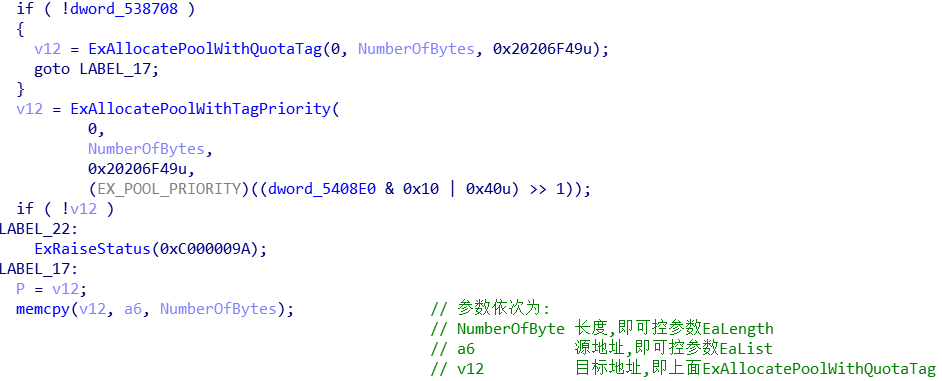 if ( !dword_538708 )
{
v12 = ExAllocatePoolWithQuotaTag(0, NumberOfBytes, 0x20206F49u);
goto LABEL_17;
}
v12 = ExAllocatePoolWithTagPriority(
0,
NumberOfBytes,
0x20206F49u,
(EX_POOL_PRIORITY)((dword_5408E0 & 0x10 | 0x40u) >> 1));
if ( !v12 )
LABEL_22:
ExRaiseStatus(0xC000009A);
LABEL_17:
P = v12;
memcpy(v12, a6, NumberOfBytes); // 参数依次为:
// NumberOfByte 长度,即可控参数EaLength
// a6 源地址,即可控参数EaList
// v12 目标地址,即上面ExAllocatePoolWithQuotaTag